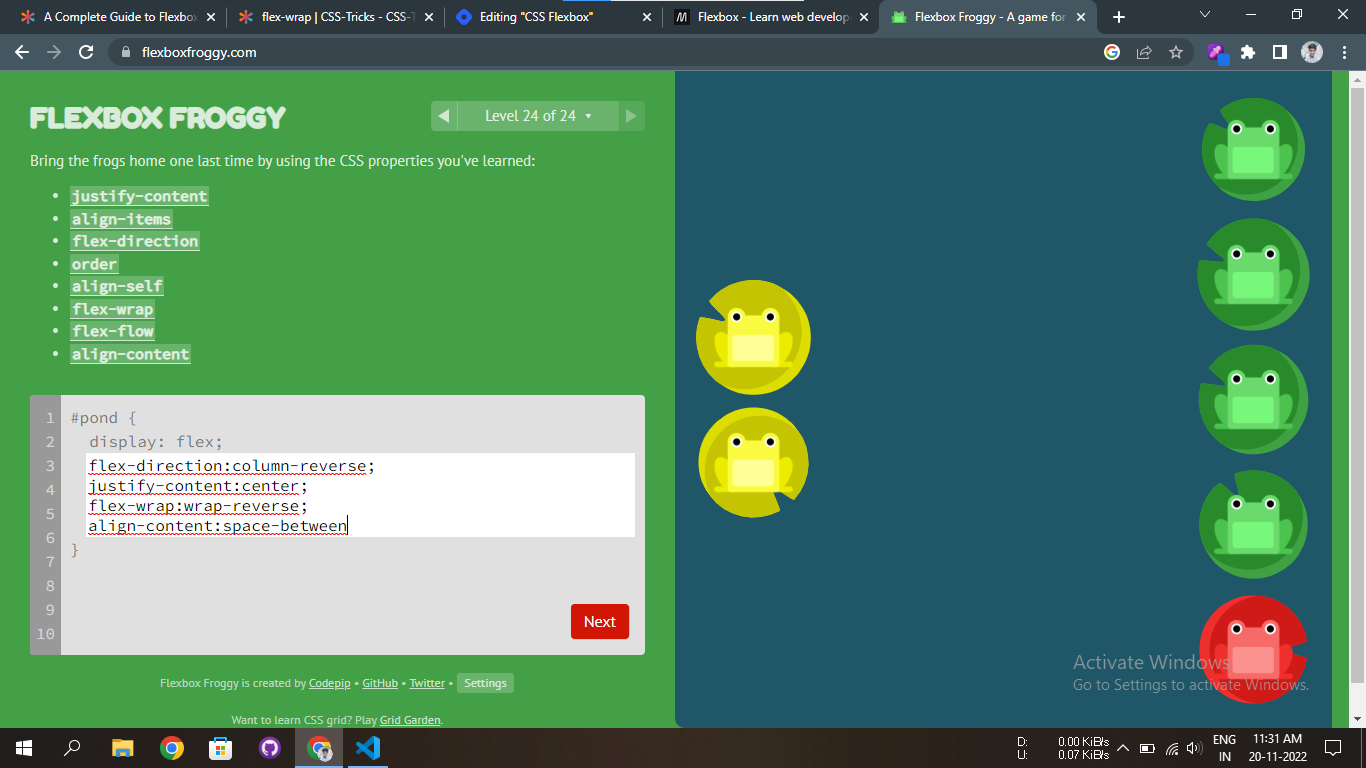 A Complete Guide to Flexbox
flex-wrap | CSS-Tricks - CSS-T
Editing "CSS Flexbox"
Flexbox - Learn web develop
Flexbox Froggy - A game for
flexboxfroggy.com
FLEXBOX FROGGY
Level 24 of 24
Bring the frogs home one last time by using the CSS properties you've learned:
justify-content
align-items
flex-direction
order
align-self
flex-wrap
flex-flow
align-content
1 #pond {
2 display: flex;
3 flex-direction:column-reverse;
4 justify-content:center;
5 flex-wrap:wrap-reverse;
6 align-content:space-between
7 }
8
9
10
Next
Flexbox Froggy is created by Codepip • GitHub • Twitter • Settings
Want to learn CSS grid? Play Grid Garden.
Activate Windows
Go to Settings to activate Windows.
D: 0.00 KiB/s
U: 0.07 KiB/s
ENG
IN
11:31 AM
20-11-2022